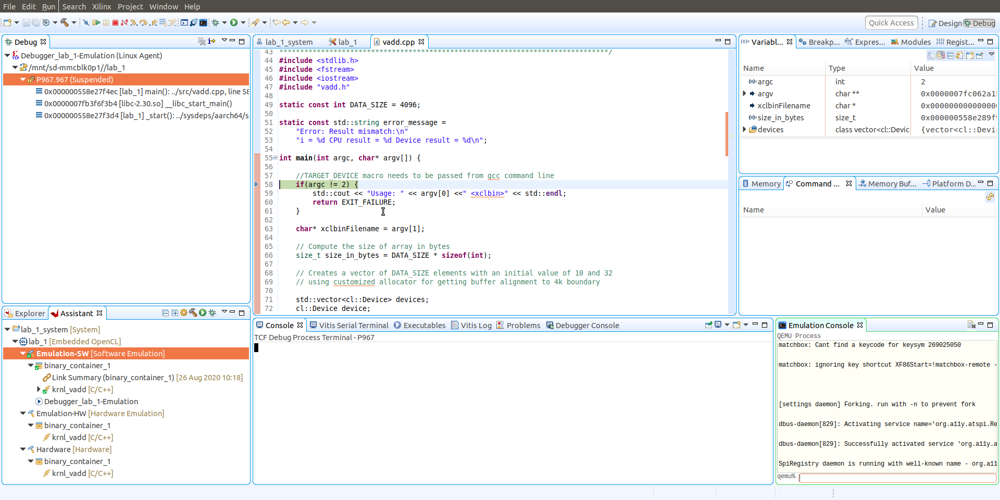 File Edit Run Search Xilinx Project Window Help
Quick Access Design Debug
Debug
Debugger_lab_1-Emulation (Linux Agent)
/mnt/sd-mmcblk0p1//lab_1
P967.967 (Suspended)
0x000000558e27f4ec [lab_1] main(): ../src/vadd.cpp, line 58
0x0000007fb3f6f3b4 [libc-2.30.so] __libc_start_main()
0x000000558e27f3d4 [lab_1] _start(): ../sysdeps/aarch64/s
lab_1_system lab_1 vadd.cpp
43 *******************************************************************************/
44 #include <stdlib.h>
45 #include <fstream>
46 #include <iostream>
47 #include "vadd.h"
48
49 static const int DATA_SIZE = 4096;
50
51 static const std::string error_message =
52 "Error: Result mismatch:\n"
53 "i = %d CPU result = %d Device result = %d\n";
54
55 int main(int argc, char* argv[]) {
56
57 //TARGET_DEVICE macro needs to be passed from gcc command line
58 if(argc != 2) {
59 std::cout << "Usage: " << argv[0] <<" <xclbin>" << std::endl;
60 return EXIT_FAILURE;
61 }
62
63 char* xclbinFilename = argv[1];
64
65 // Compute the size of array in bytes
66 size_t size_in_bytes = DATA_SIZE * sizeof(int);
67
68 // Creates a vector of DATA_SIZE elements with an initial value of 10 and 32
69 // using customized allocator for getting buffer alignment to 4k boundary
70
71 std::vector<cl::Device> devices;
72 cl::Device device;
(x)= Variabl... Breakp... Expres... Modules Regist...
Name Type Value
(x)= argc int 2
argv char ** 0x0000007fc062a1
xclbinFilename char * 0x00000000000000
(x)= size_in_bytes size_t 0x000000558e289f
devices class vector<cl::Devic {vector<cl::Devi
Memory Command ... Memory Buf... Platform D...
Name Value
Explorer Assistant
lab_1_system [System]
lab_1 [Embedded OpenCL]
Emulation-SW [Software Emulation]
binary_container_1
Link Summary (binary_container_1) [26 Aug 2020 10:18]
krnl_vadd [C/C++]
Debugger_lab_1-Emulation
Emulation-HW [Hardware Emulation]
binary_container_1
krnl_vadd [C/C++]
Hardware [Hardware]
binary_container_1
krnl_vadd [C/C++]
Console Vitis Serial Terminal Executables Vitis Log Problems Debugger Console
TCF Debug Process Terminal - P967
Emulation Console
QEMU Process
matchbox: Cant find a keycode for keysym 269025050
matchbox: ignoring key shortcut XF86Start=!matchbox-remote -
[settings daemon] Forking. run with -n to prevent fork
dbus-daemon[829]: Activating service name='org.a11y.atspi.Re
dbus-daemon[829]: Successfully activated service 'org.a11y.a
SpiRegistry daemon is running with well-known name - org.a11
qemu%